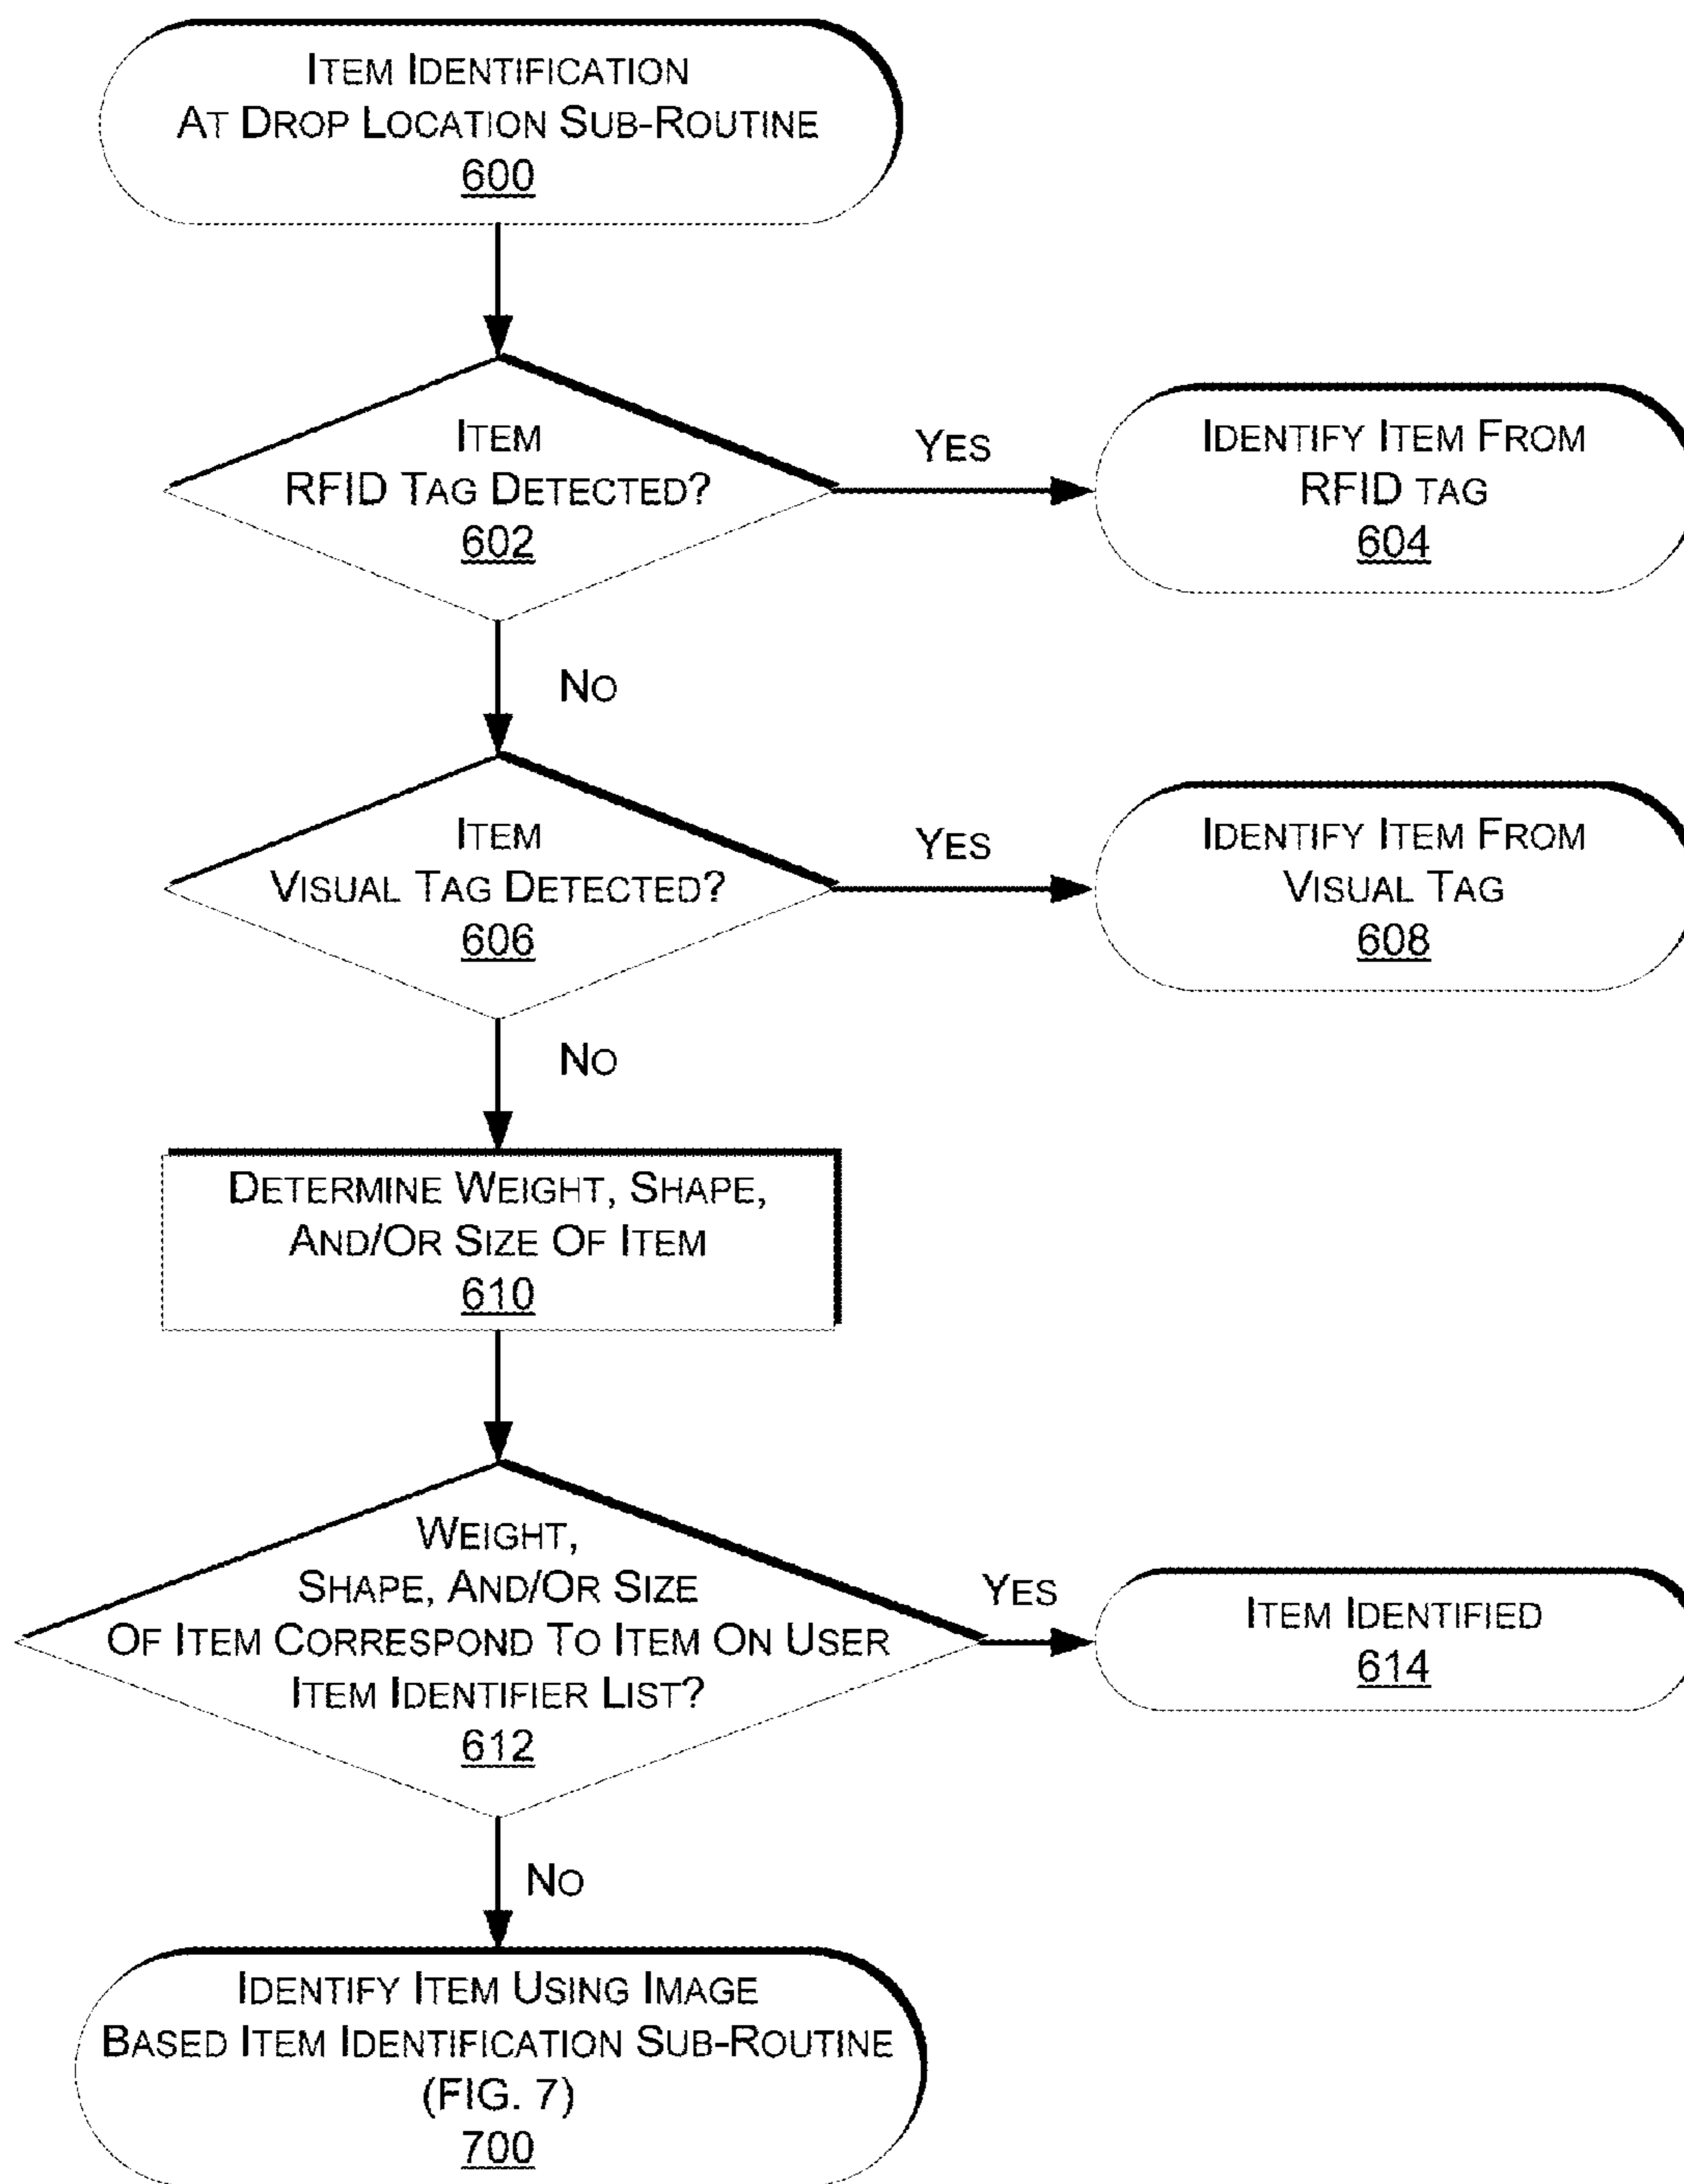 ITEM IDENTIFICATION
AT DROP LOCATION SUB-ROUTINE
600
ITEM
RFID TAG DETECTED?
602
YES
IDENTIFY ITEM FROM
RFID TAG
604
NO
ITEM
VISUAL TAG DETECTED?
606
YES
IDENTIFY ITEM FROM
VISUAL TAG
608
NO
DETERMINE WEIGHT, SHAPE,
AND/OR SIZE OF ITEM
610
WEIGHT,
SHAPE, AND/OR SIZE
OF ITEM CORRESPOND TO ITEM ON USER
ITEM IDENTIFIER LIST?
612
YES
ITEM IDENTIFIED
614
NO
IDENTIFY ITEM USING IMAGE
BASED ITEM IDENTIFICATION SUB-ROUTINE
(FIG. 7)
700